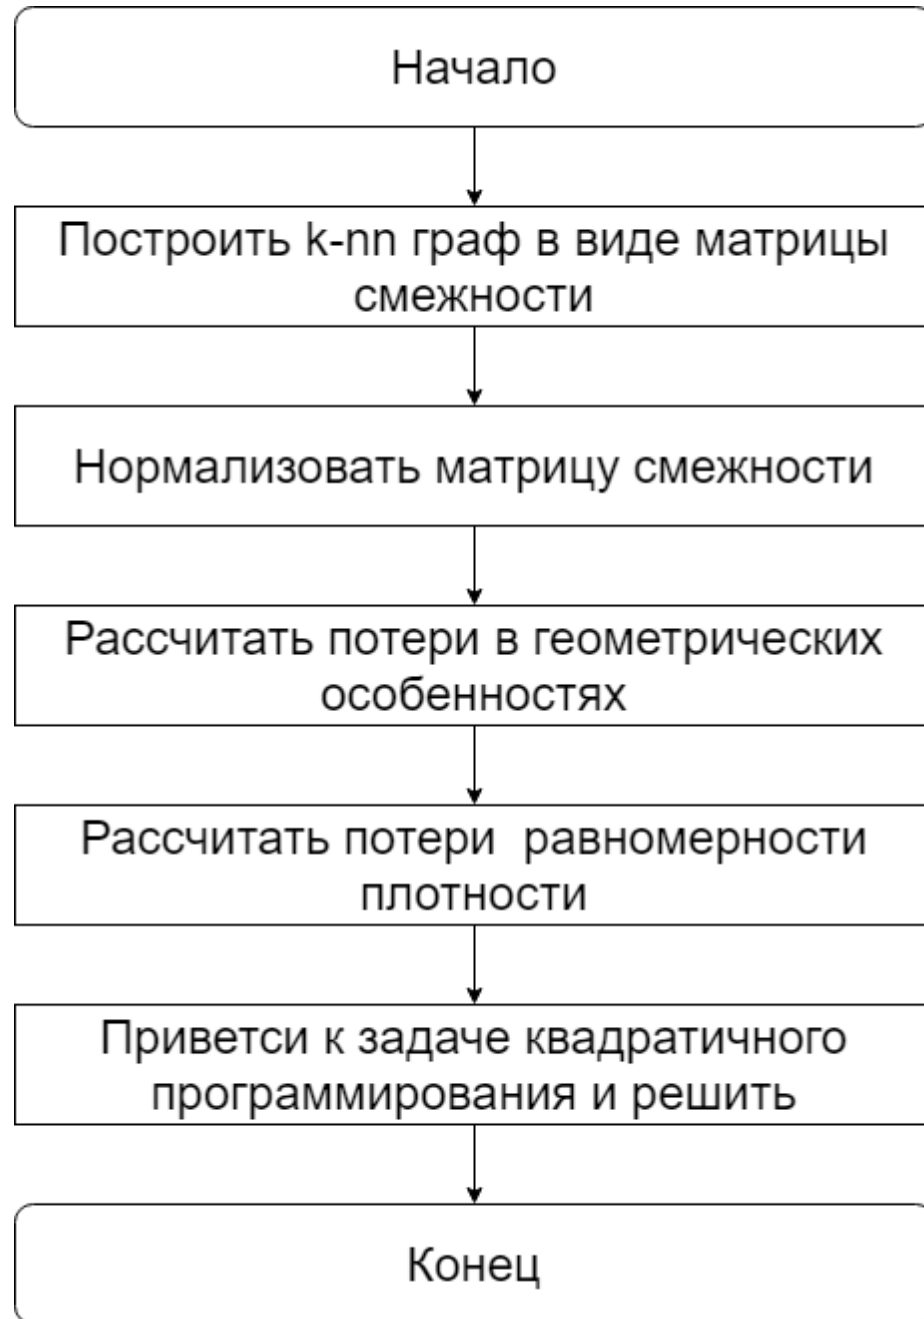 Начало
Построить k-nn граф в виде матрицы
смежности
Нормализовать матрицу смежности
Рассчитать потери в геометрических
особенностях
Рассчитать потери  равномерности
плотности
Приветси к задаче квадратичного
программирования и решить
Конец